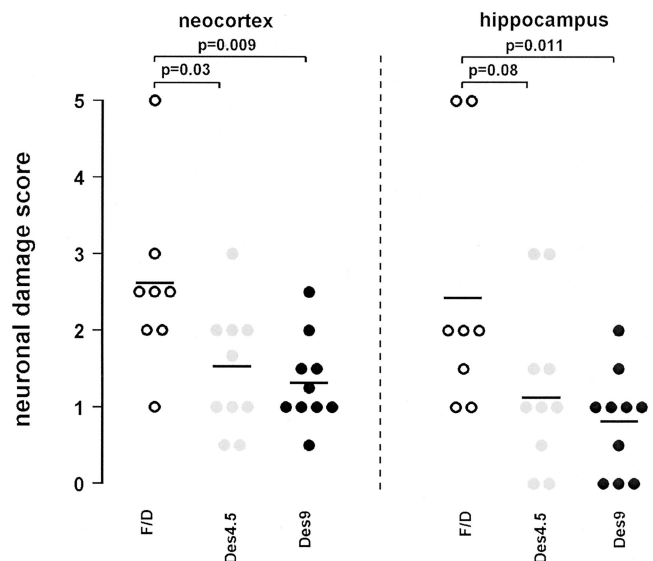 neocortex
hippocampus
p=0.009
p=0.03
p=0.011
p=0.08
neuronal damage score
5
4
3
2
1
0
F/D
Des4.5
Des9
F/D
Des4.5
Des9